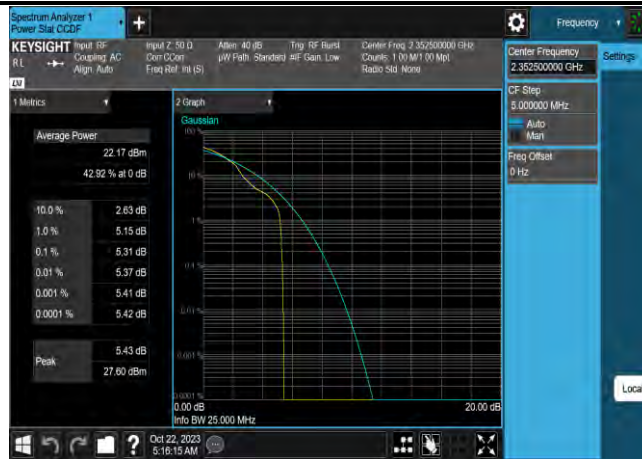 Spectrum Analyzer 1
Power Stat CCDF
+
Frequency
KEYSIGHT
Input: RF
Coupling: AC
Align: Auto
Input Z: 50 Ω
Corr CCorr
Freq Ref: Int (S)
Atten: 40 dB
µW Path: Standard
Trig: RF Burst
#IF Gain: Low
Center Freq: 2.352500000 GHz
Counts: 1.00 M/1.00 Mpt
Radio Std: None
RL
LM
Center Frequency
2.352500000 GHz
Settings
CF Step
5.000000 MHz
Auto
Man
Freq Offset
0 Hz
1 Metrics
Average Power
22.17 dBm
42.92 % at 0 dB
10.0 % 2.63 dB
1.0 % 5.15 dB
0.1 % 5.31 dB
0.01 % 5.37 dB
0.001 % 5.41 dB
0.0001 % 5.42 dB
Peak
5.43 dB
27.60 dBm
2 Graph
Gaussian
100 %
10 %
1 %
0.1 %
0.01 %
0.001 %
0.0001 %
0.00 dB 20.00 dB
Info BW 25.000 MHz
Local
?
Oct 22, 2023
5:16:15 AM